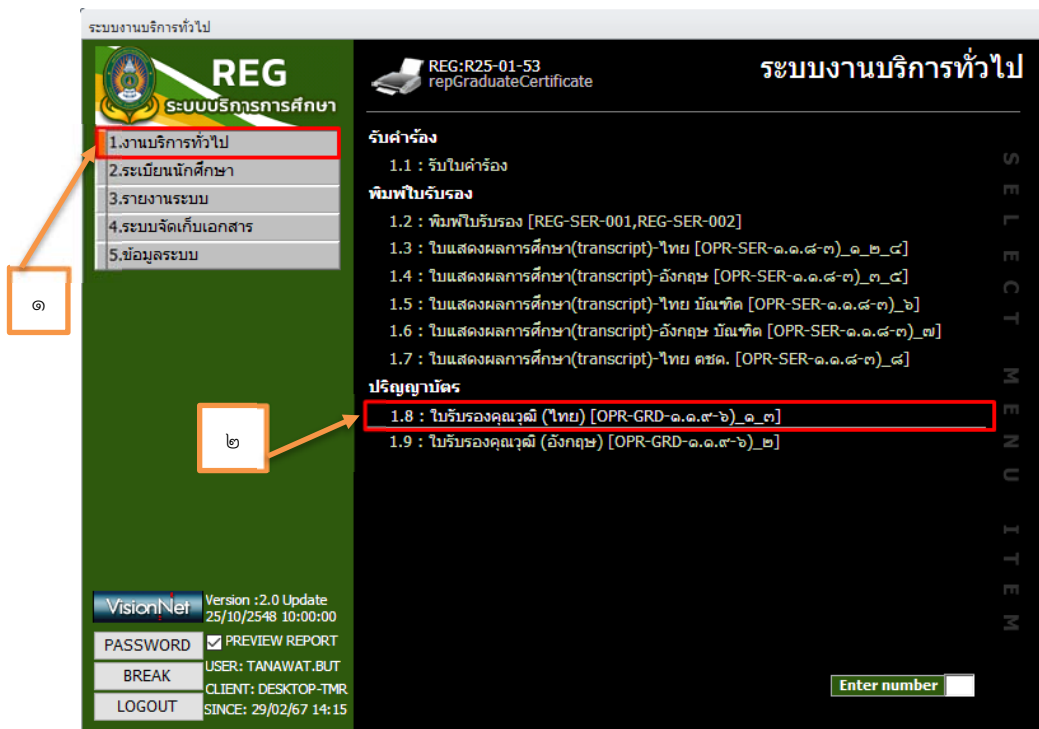 ระบบงานบริการทั่วไป
REG
ระบบบริการการศึกษา
1.งานบริการทั่วไป
2.ระเบียนนักศึกษา
3.รายงานระบบ
4.ระบบจัดเก็บเอกสาร
5.ข้อมูลระบบ
๑
๒
VisionNet
Version :2.0 Update
25/10/2548 10:00:00
PASSWORD
PREVIEW REPORT
BREAK
USER: TANAWAT.BUT
CLIENT: DESKTOP-TMR
LOGOUT
SINCE: 29/02/67 14:15
REG:R25-01-53
repGraduateCertificate
ระบบงานบริการทั่วไป
รับคำร้อง
1.1 : รับใบคำร้อง
พิมพ์ใบรับรอง
1.2 : พิมพ์ใบรับรอง [REG-SER-001,REG-SER-002]
1.3 : ใบแสดงผลการศึกษา(transcript)-ไทย [OPR-SER-๑.๑.๘-๓)_๑_๒_๔]
1.4 : ใบแสดงผลการศึกษา(transcript)-อังกฤษ [OPR-SER-๑.๑.๘-๓)_๓_๕]
1.5 : ใบแสดงผลการศึกษา(transcript)-ไทย บัณฑิต [OPR-SER-๑.๑.๘-๓)_๖]
1.6 : ใบแสดงผลการศึกษา(transcript)-อังกฤษ บัณฑิต [OPR-SER-๑.๑.๘-๓)_๗]
1.7 : ใบแสดงผลการศึกษา(transcript)-ไทย ตชด. [OPR-SER-๑.๑.๘-๓)_๘]
ปริญญาบัตร
1.8 : ใบรับรองคุณวุฒิ (ไทย) [OPR-GRD-๑.๑.๙-๖)_๑_๓]
1.9 : ใบรับรองคุณวุฒิ (อังกฤษ) [OPR-GRD-๑.๑.๙-๖)_๒]
SELECT MENU ITEM
Enter number